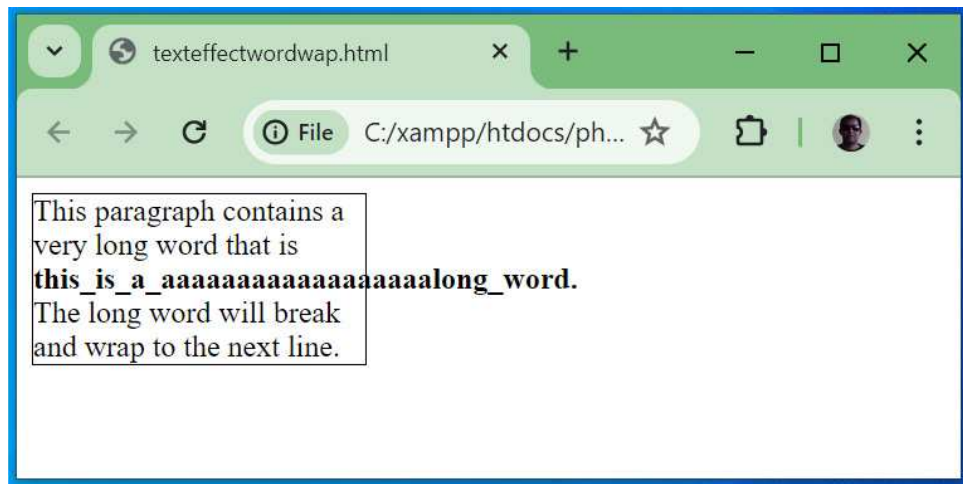 texteffectwordwap.html
File C:/xampp/htdocs/ph...
This paragraph contains a
very long word that is
this_is_a_aaaaaaaaaaaaaaaaaaalong_word.
The long word will break
and wrap to the next line.